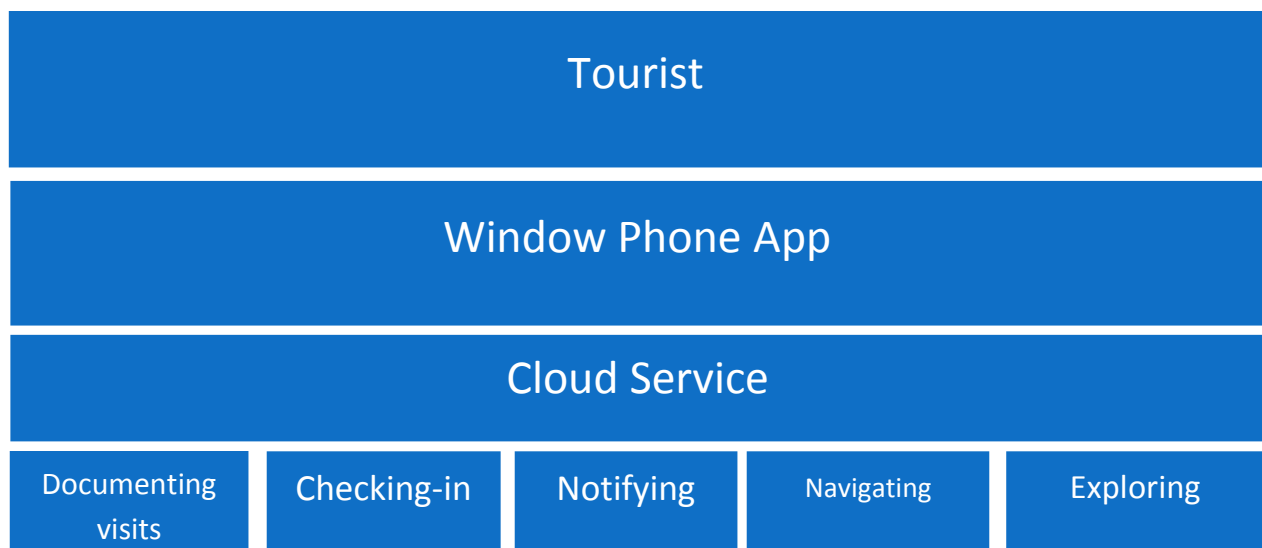 Tourist
Window Phone App
Cloud Service
Documenting
visits
Checking-in
Notifying
Navigating
Exploring